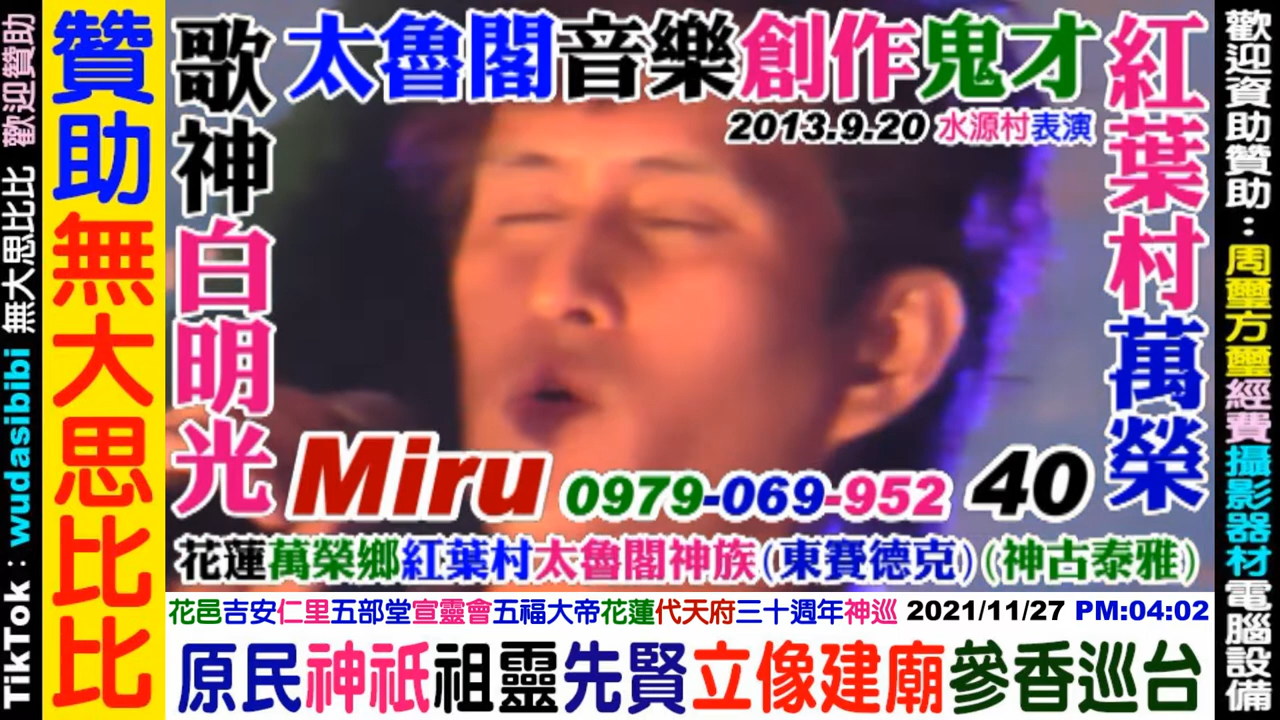 TikTok：wudasibibi 無大思比比 歡迎贊助
贊助無大思比比
歌神白明光
太魯閣音樂創作鬼才
2013.9.20 水源村表演
紅葉村萬榮
歡迎資助贊助：周璽方璽經費攝影器材 電腦設備
Miru 0979-069-952 40
花蓮萬榮鄉紅葉村太魯閣神族(東賽德克)(神古泰雅)
花邑吉安仁里五部堂宣靈會五福大帝花蓮代天府三十週年神巡 2021/11/27 PM:04:02
原民神祇祖靈先賢立像建廟參香巡台